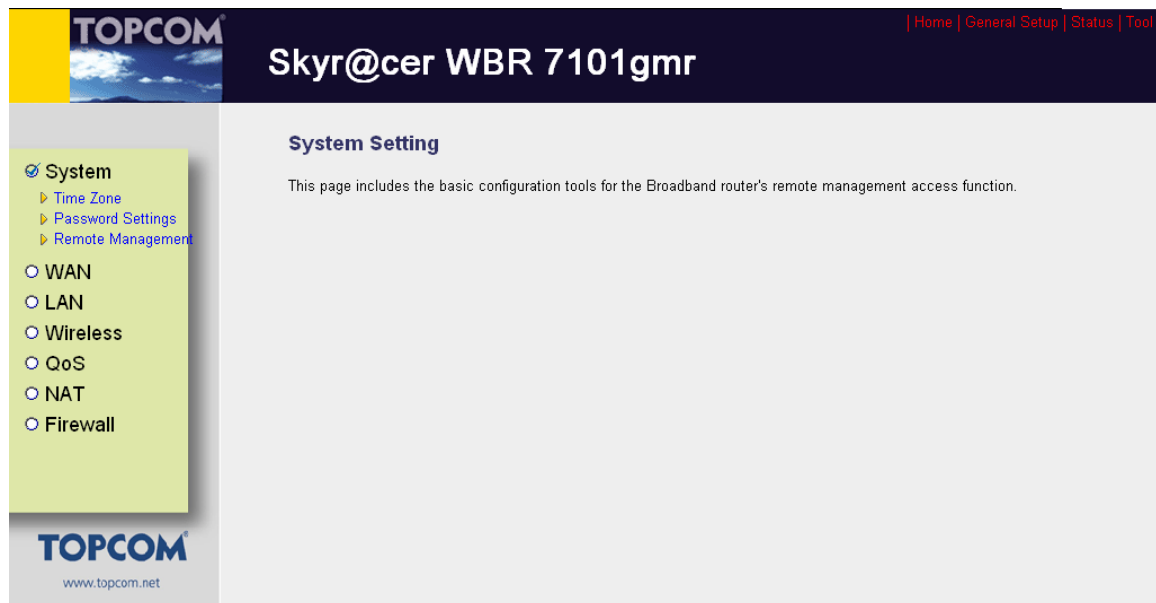 TOPCOM
| Home | General Setup | Status | Tool
Skyr@cer WBR 7101gmr
System Setting
This page includes the basic configuration tools for the Broadband router's remote management access function.
System
Time Zone
Password Settings
Remote Management
WAN
LAN
Wireless
QoS
NAT
Firewall
TOPCOM
www.topcom.net